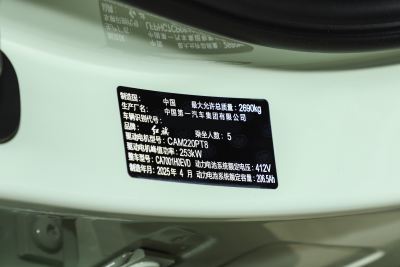 制造国： 中国 最大允许总质量：2690kg
生产厂名： 中国第一汽车集团有限公司
车辆识别代号：
品牌： 红旗 乘坐人数：5
驱动电机型号：CAM220PT8
驱动电机峰值功率：253kW
整车型号：CA7001H0EVD 动力电池系统额定电压：412V
制造年月：2025年4月 动力电池系统额定容量：206.5Ah